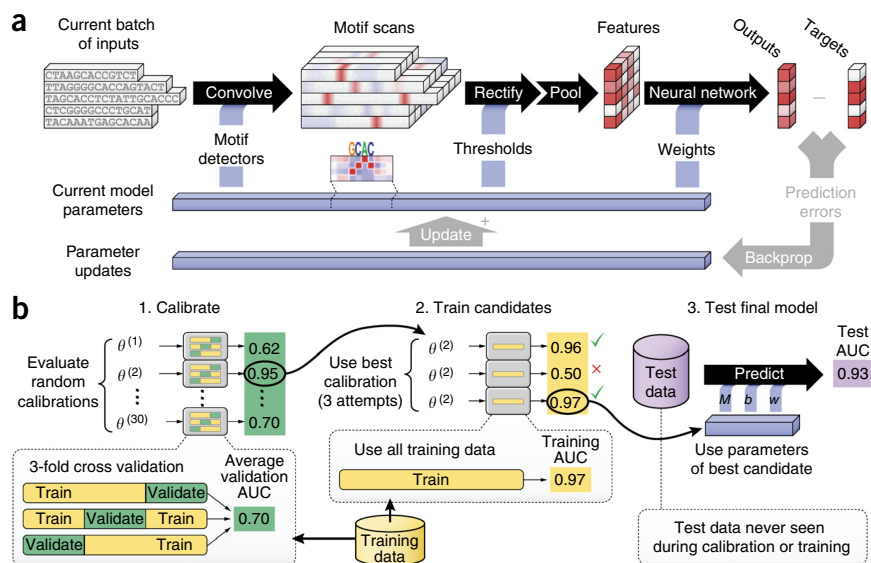 a
Current batch
of inputs
Motif scans
Features
Outputs
Targets
CTAAGCACCGTCT
TTAGGGGCACCAGTACT
TAGCACCTCTATTGCACCC
CTCGGGGCCCTGCAT
TACAAATGAGCACAA
Convolve
Rectify
Pool
Neural network
–
Motif
detectors
GCAC
Thresholds
Weights
Current model
parameters
Prediction
errors
Update
+
Parameter
updates
Backprop
b
1. Calibrate
2. Train candidates
3. Test final model
Evaluate
random
calibrations
θ(1)
0.62
θ(2)
0.95
θ(30)
0.70
Use best
calibration
(3 attempts)
θ(2)
0.96
θ(2)
0.50
θ(2)
0.97
Test
data
Predict
Test
AUC
0.93
M b w
Use parameters
of best candidate
3-fold cross validation
Average
validation
AUC
Train Validate
Train Validate Train
Validate Train
0.70
Use all training data
Training
AUC
Train
0.97
Training
data
Test data never seen
during calibration or training